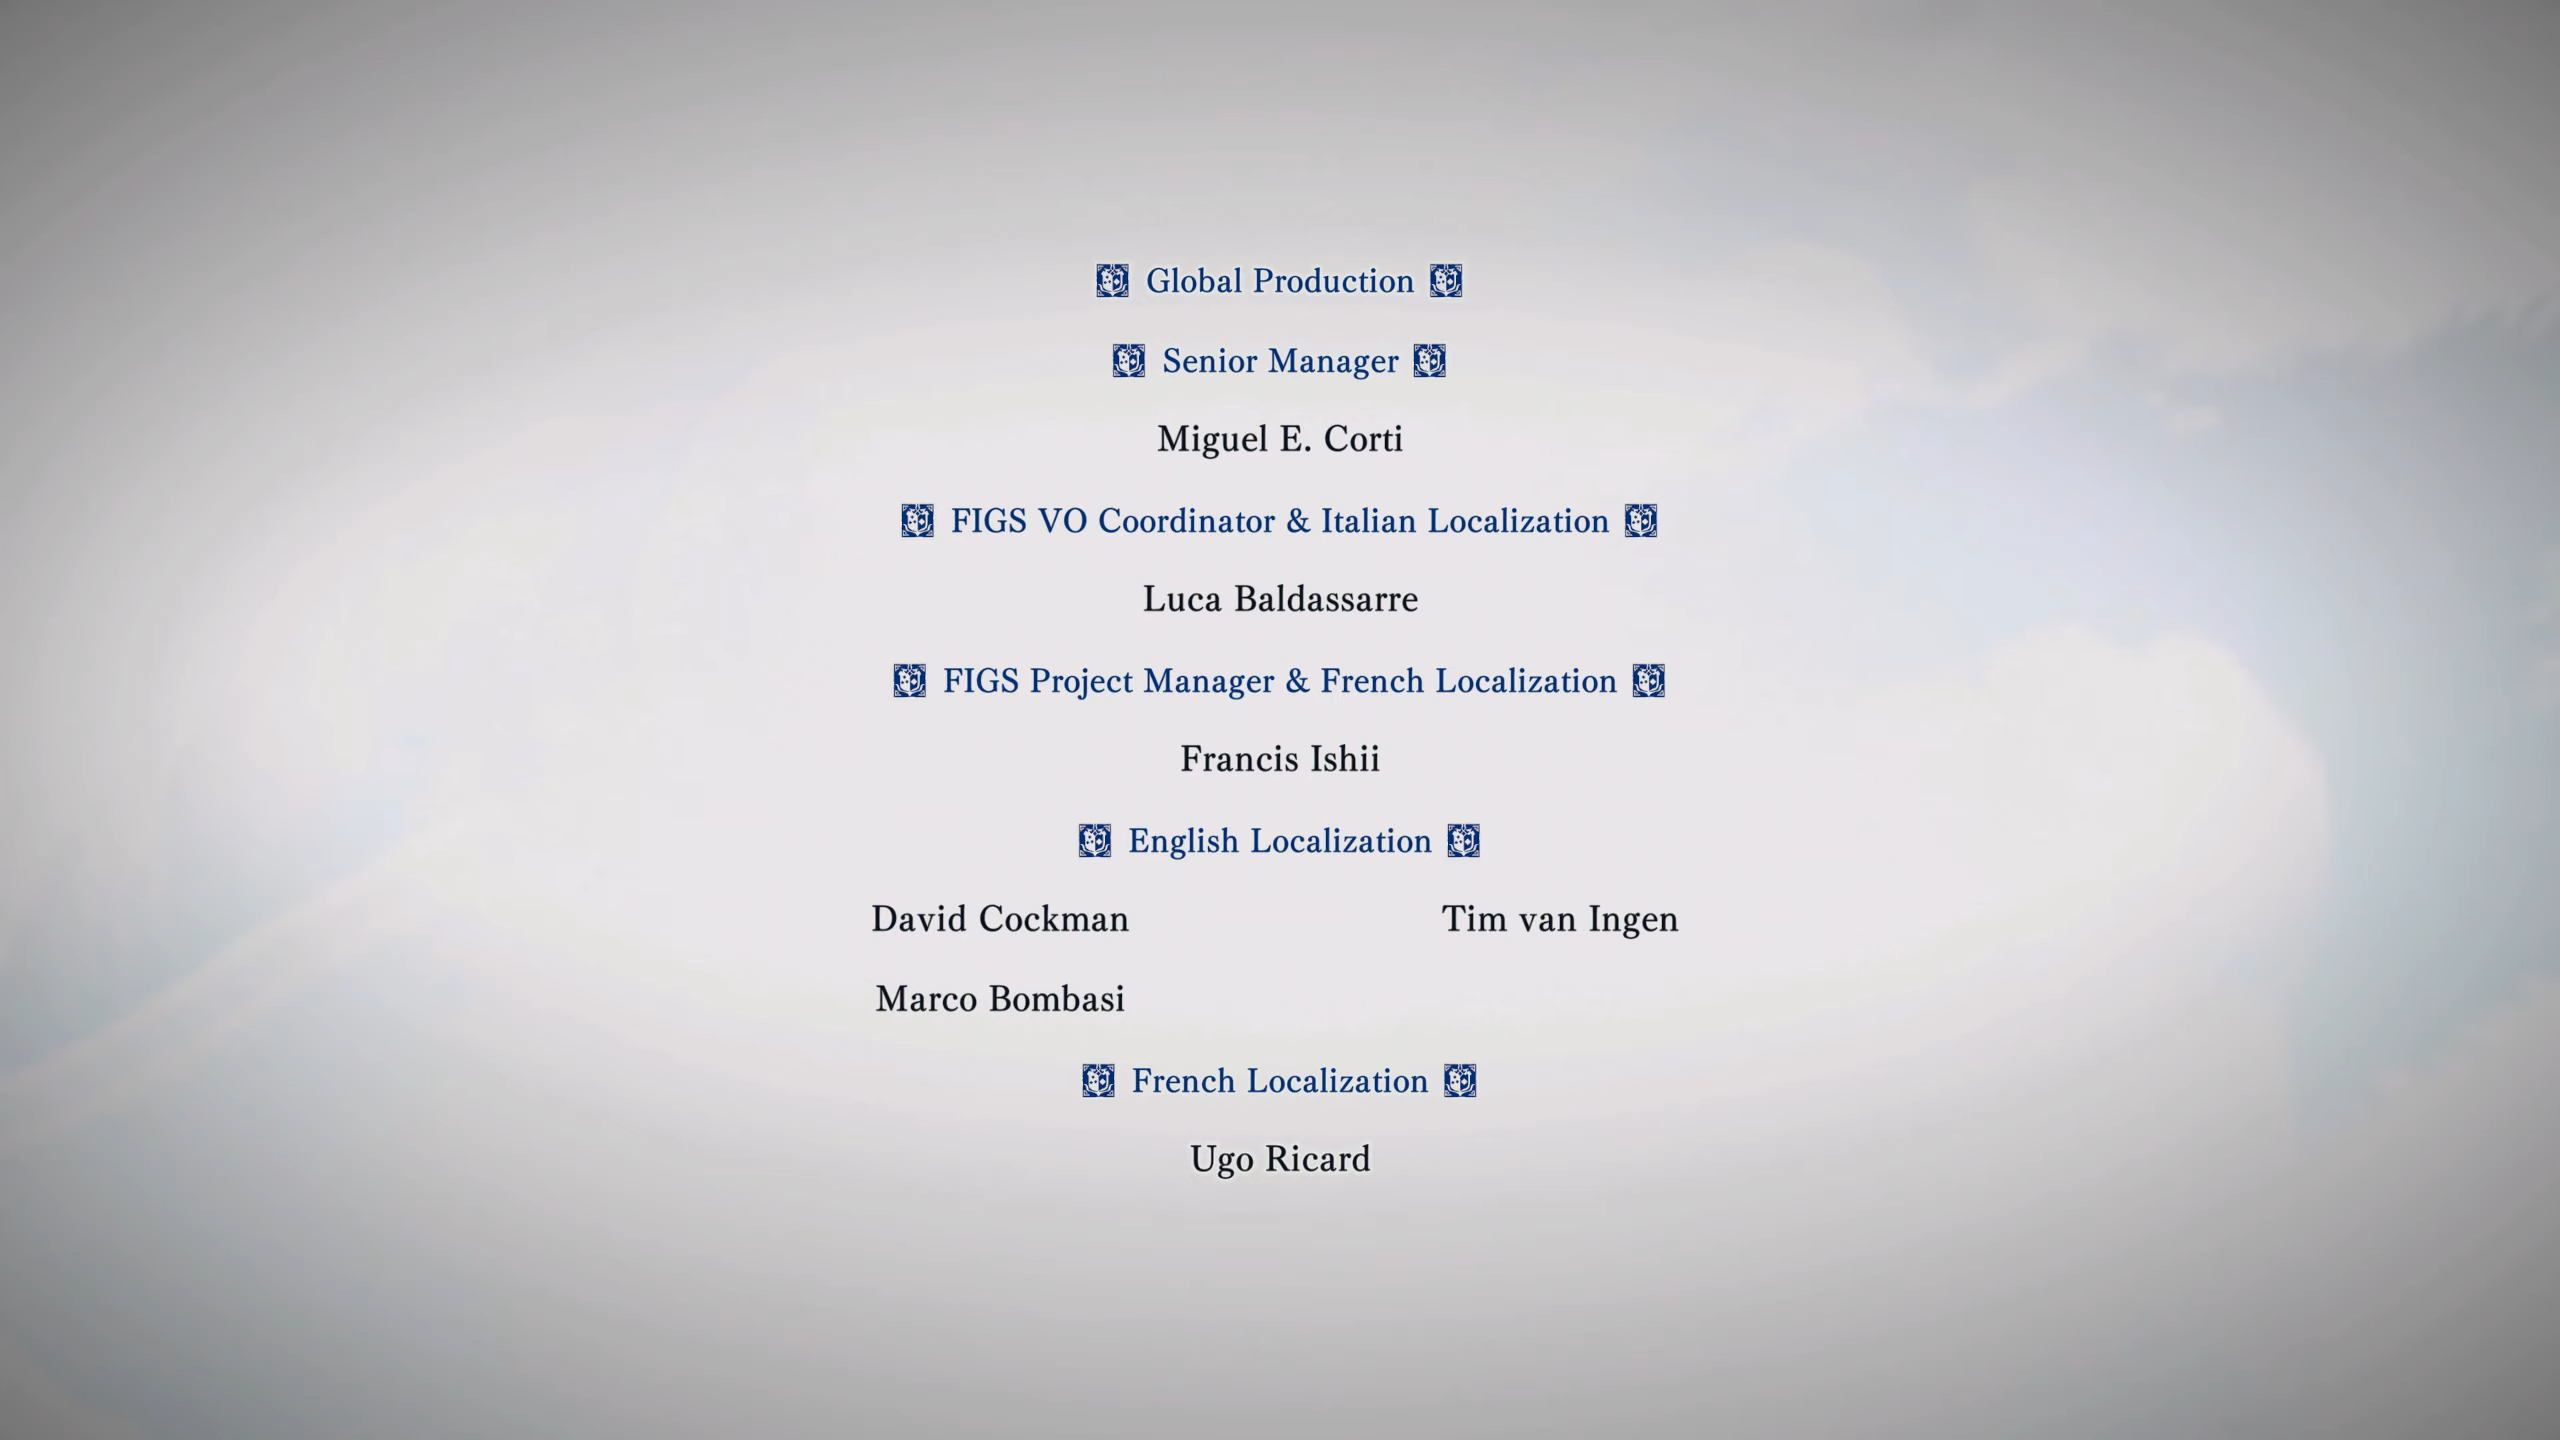 Global Production
Senior Manager
Miguel E. Corti
FIGS VO Coordinator & Italian Localization
Luca Baldassarre
FIGS Project Manager & French Localization
Francis Ishii
English Localization
David Cockman Tim van Ingen
Marco Bombasi
French Localization
Ugo Ricard